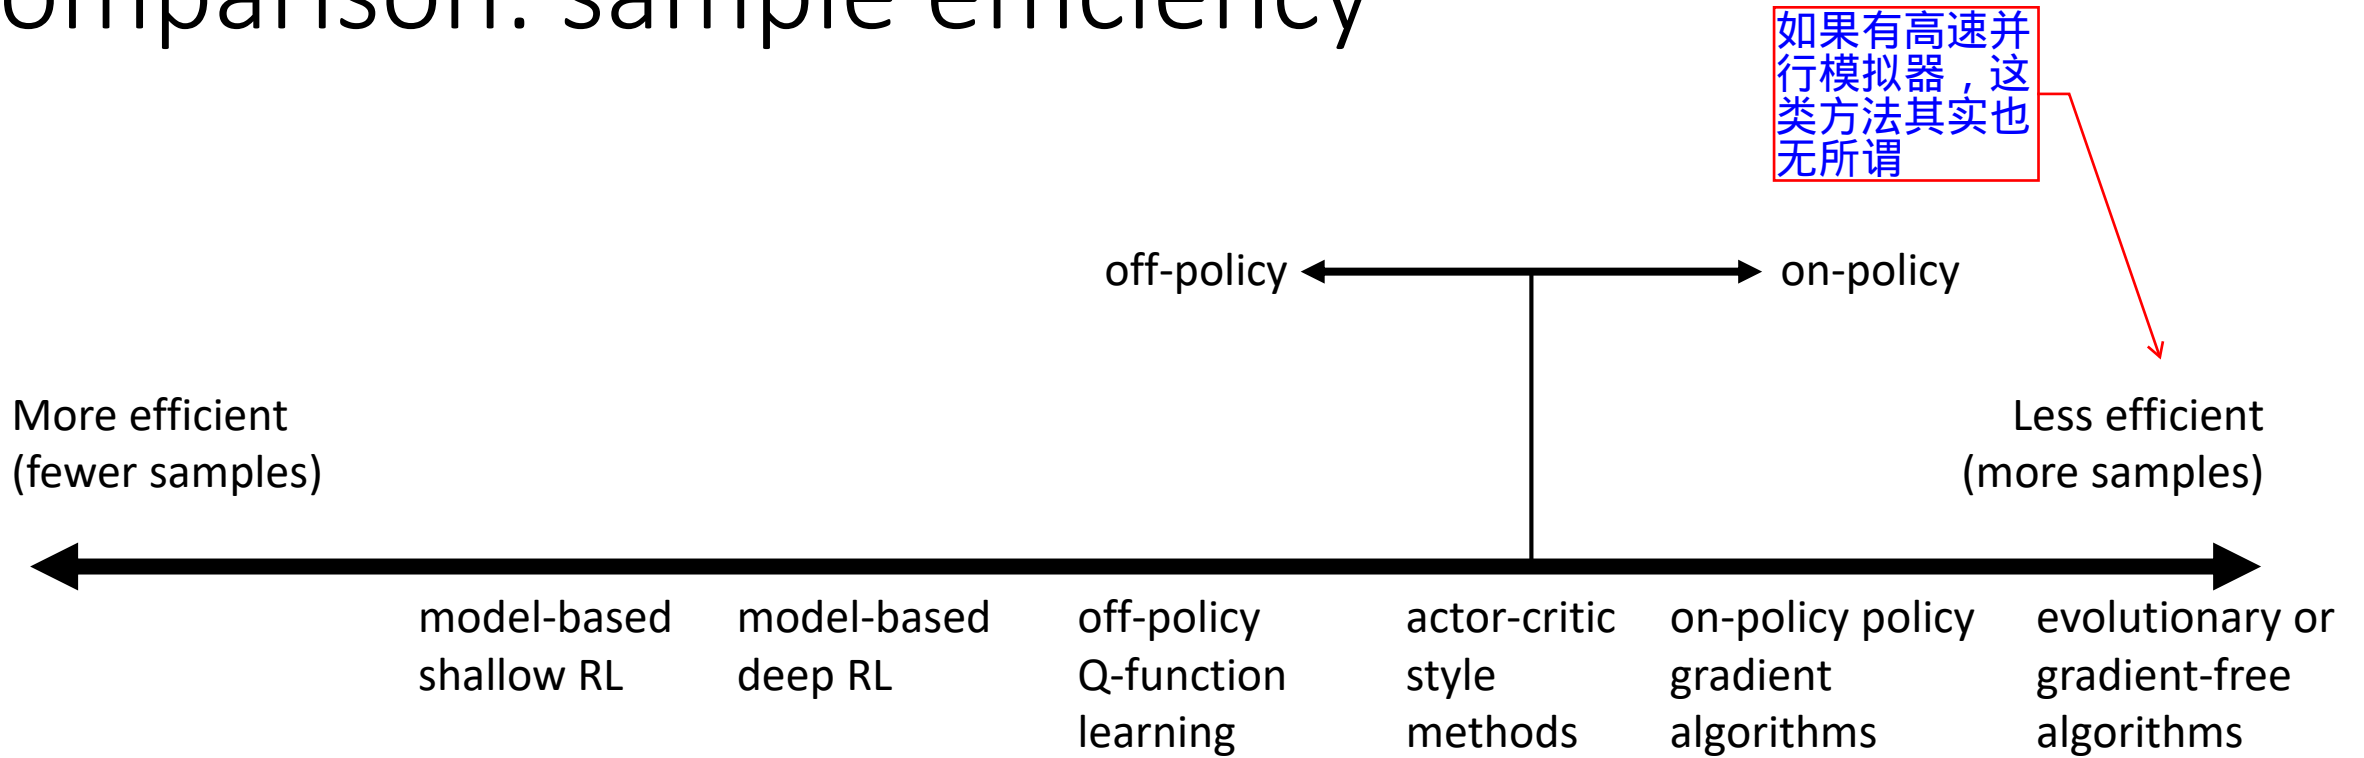 omparison: sample efficiency
如果有高速并
行模拟器，这
类方法其实也
无所谓
off-policy
on-policy
More efficient
(fewer samples)
Less efficient
(more samples)
model-based
shallow RL
model-based
deep RL
off-policy
Q-function
learning
actor-critic
style
methods
on-policy policy
gradient
algorithms
evolutionary or
gradient-free
algorithms